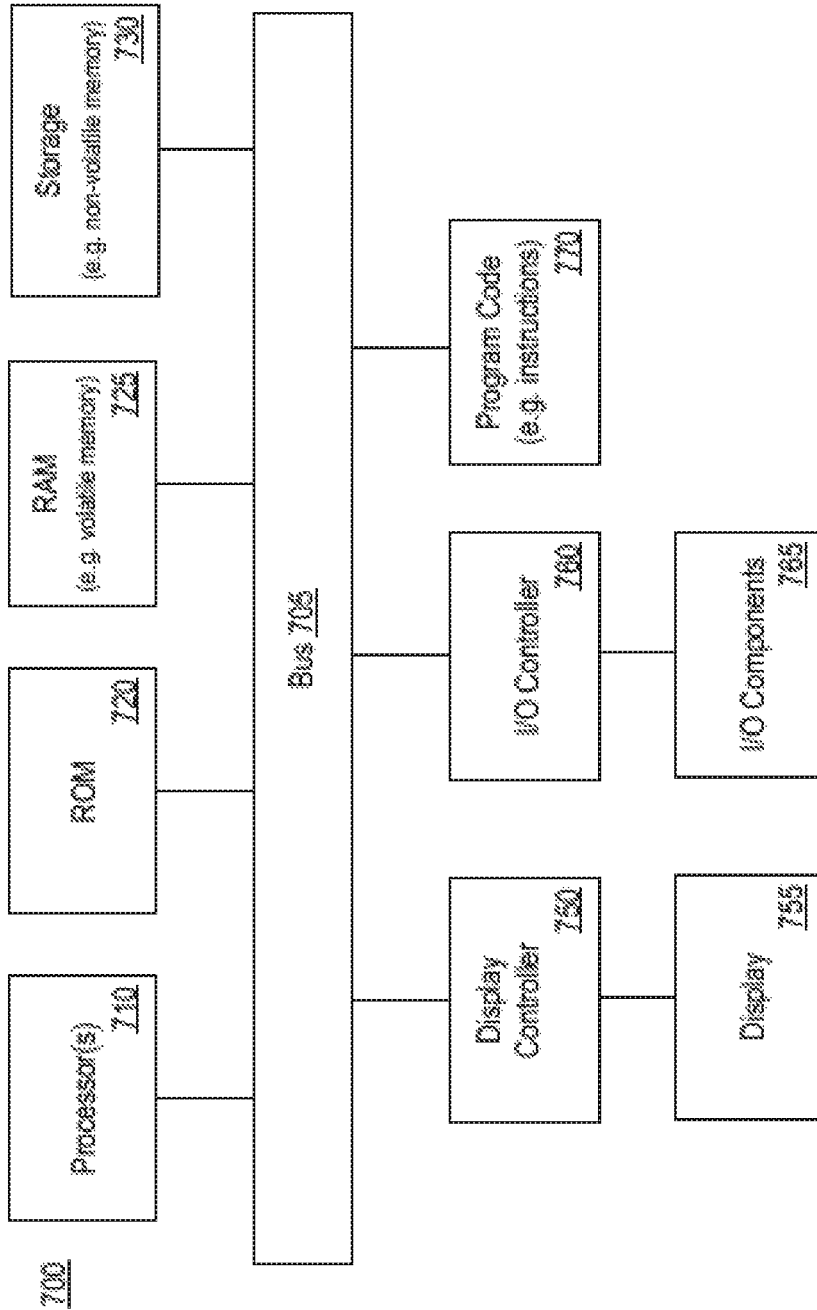 700
Processor(s)
710
ROM
720
RAM
(e.g. volatile memory)
725
Storage
(e.g. non-volatile memory)
730
Bus 705
Display
Controller
750
I/O Controller
760
Program Code
(e.g. instructions)
770
Display
755
I/O Components
765